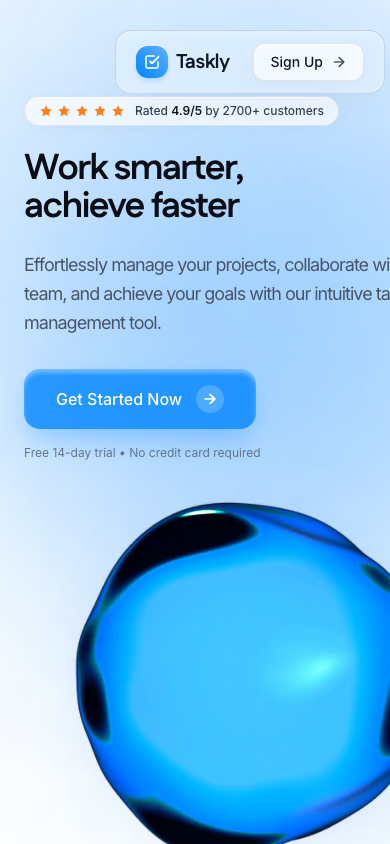 Taskly
Sign Up
Rated 4.9/5 by 2700+ customers
Work smarter,
achieve faster
Effortlessly manage your projects, collaborate
team, and achieve your goals with our intuitive
management tool.
Get Started Now
Free 14-day trial • No credit card required